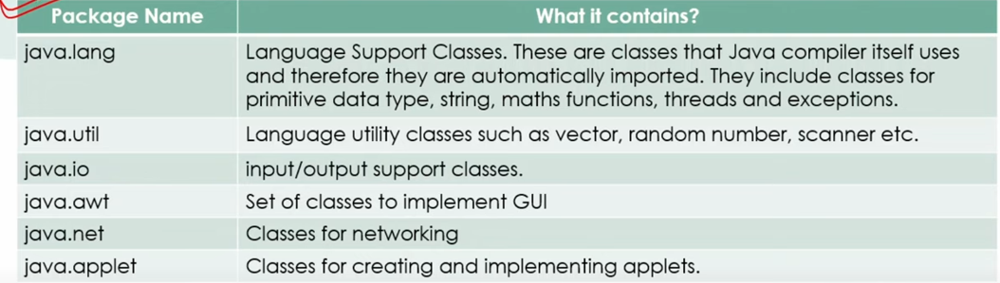 Package Name What it contains?
java.lang Language Support Classes. These are classes that Java compiler itself uses
and therefore they are automatically imported. They include classes for
primitive data type, string, maths functions, threads and exceptions.
java.util Language utility classes such as vector, random number, scanner etc.
java.io input/output support classes.
java.awt Set of classes to implement GUI
java.net Classes for networking
java.applet Classes for creating and implementing applets.